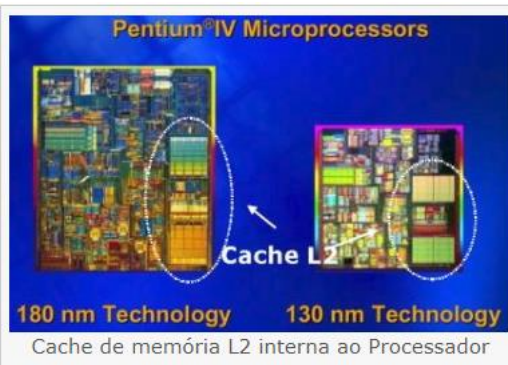 Pentium®IV Microprocessors
Cache L2
180 nm Technology
130 nm Technology
Cache de memória L2 interna ao Processador